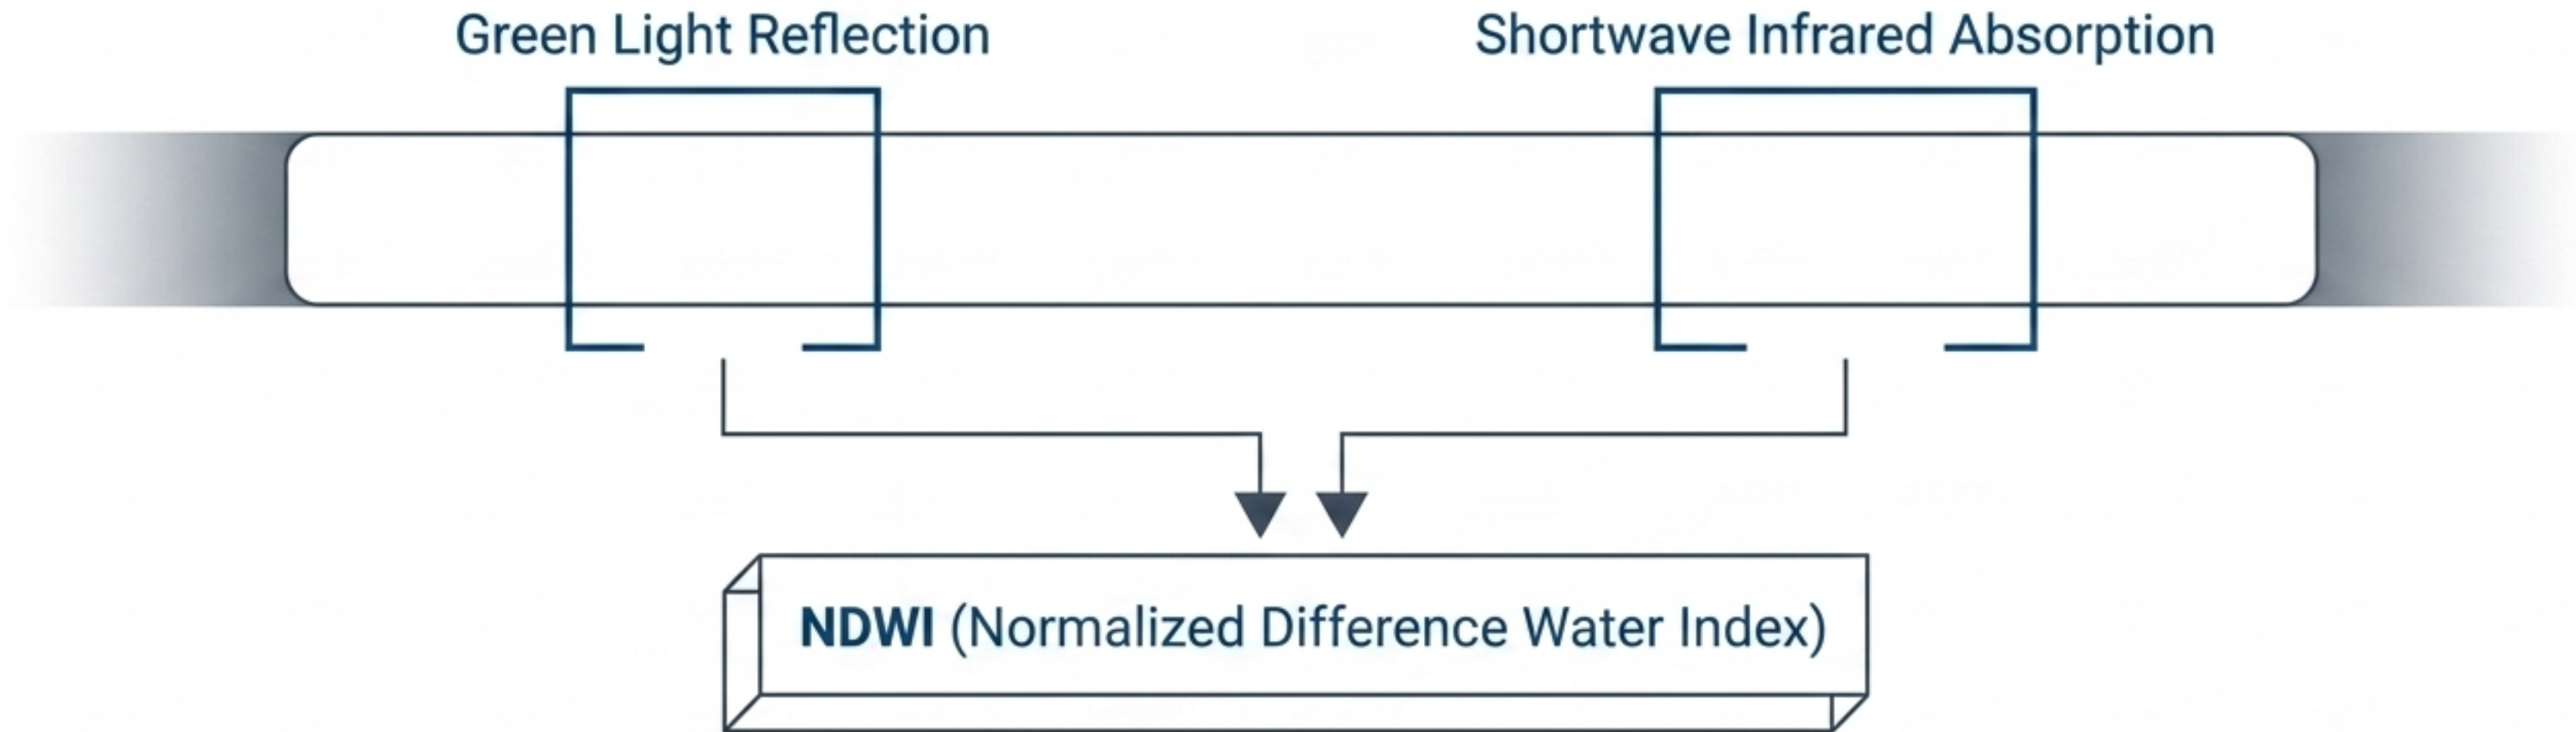 Green Light Reflection
Shortwave Infrared Absorption
NDWI (Normalized Difference Water Index)